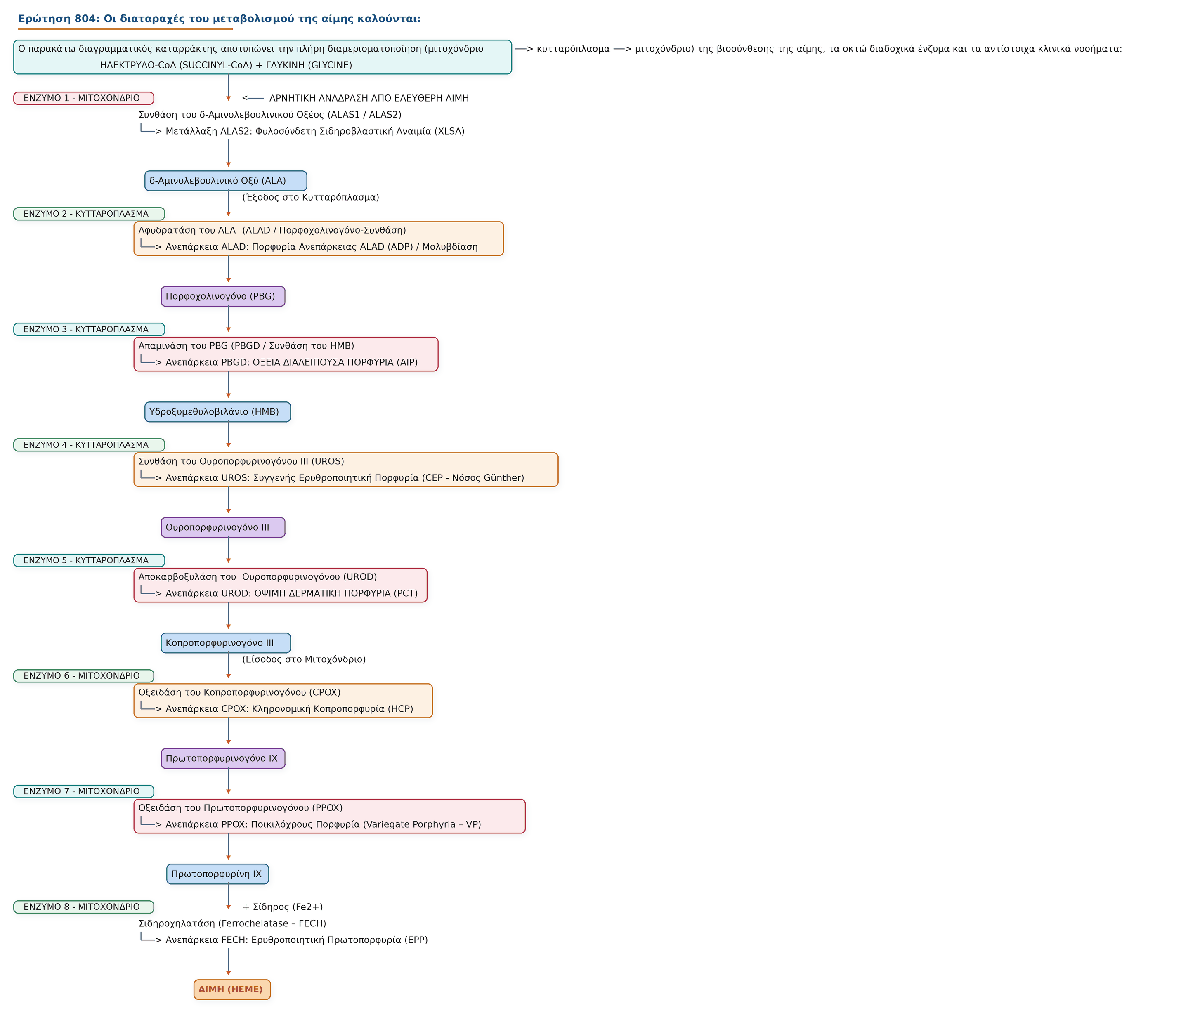 Ερώτηση 804: Οι διαταραχές του μεταβολισμού της αίμης καλούνται:
Ο παρακάτω διαγραμματικός καταρράκτης αποτυπώνει την πλήρη διαμερισματοποίηση (μιτοχόνδριο ──> κυτταρόπλασμα ──> μιτοχόνδριο) της βιοσύνθεσης της αίμης, τα οκτώ διαδοχικά ένζυμα και τα αντίστοιχα κλινικά νοσήματα:
ΗΛΕΚΤΡΥΛΟ-CoA (SUCCINYL-CoA) + ΓΛΥΚΙΝΗ (GLYCINE)
ΕΝΖΥΜΟ 1 - ΜΙΤΟΧΟΝΔΡΙΟ <─── ΑΡΝΗΤΙΚΗ ΑΝΑΔΡΑΣΗ ΑΠΟ ΕΛΕΥΘΕΡΗ ΑΙΜΗ
Συνθάση του δ-Αμινολεβουλινικού Οξέος (ALAS1 / ALAS2)
└──> Μετάλλαξη ALAS2: Φυλοσύνδετη Σιδηροβλαστική Αναιμία (XLSA)
δ-Αμινολεβουλινικό Οξύ (ALA)
(Έξοδος στο Κυτταρόπλασμα)
ΕΝΖΥΜΟ 2 - ΚΥΤΤΑΡΟΠΛΑΣΜΑ
Αφυδρατάση του ALA (ALAD / Πορφοχολινογόνο-Συνθάση)
└──> Ανεπάρκεια ALAD: Πορφυρία Ανεπάρκειας ALAD (ADP) / Μολυβδίαση
Πορφοχολινογόνο (PBG)
ΕΝΖΥΜΟ 3 - ΚΥΤΤΑΡΟΠΛΑΣΜΑ
Απαμινάση του PBG (PBGD / Συνθάση του HMB)
└──> Ανεπάρκεια PBGD: ΟΞΕΙΑ ΔΙΑΛΕΙΠΟΥΣΑ ΠΟΡΦΥΡΙΑ (AIP)
Υδροξυμεθυλοβιλάνιο (HMB)
ΕΝΖΥΜΟ 4 - ΚΥΤΤΑΡΟΠΛΑΣΜΑ
Συνθάση του Ουροπορφυρινογόνου III (UROS)
└──> Ανεπάρκεια UROS: Συγγενής Ερυθροποιητική Πορφυρία (CEP - Νόσος Günther)
Ουροπορφυρινογόνο III
ΕΝΖΥΜΟ 5 - ΚΥΤΤΑΡΟΠΛΑΣΜΑ
Αποκαρβοξυλάση του Ουροπορφυρινογόνου (UROD)
└──> Ανεπάρκεια UROD: ΟΨΙΜΗ ΔΕΡΜΑΤΙΚΗ ΠΟΡΦΥΡΙΑ (PCT)
Κοπροπορφυρινογόνο III
(Είσοδος στο Μιτοχόνδριο)
ΕΝΖΥΜΟ 6 - ΜΙΤΟΧΟΝΔΡΙΟ
Οξειδάση του Κοπροπορφυρινογόνου (CPOX)
└──> Ανεπάρκεια CPOX: Κληρονομική Κοπροπορφυρία (HCP)
Πρωτοπορφυρινογόνο IX
ΕΝΖΥΜΟ 7 - ΜΙΤΟΧΟΝΔΡΙΟ
Οξειδάση του Πρωτοπορφυρινογόνου (PPOX)
└──> Ανεπάρκεια PPOX: Ποικιλόχρους Πορφυρία (Variegate Porphyria – VP)
Πρωτοπορφυρίνη IX
ΕΝΖΥΜΟ 8 - ΜΙΤΟΧΟΝΔΡΙΟ + Σίδηρος (Fe2+)
Σιδηροχηλατάση (Ferrochelatase – FECH)
└──> Ανεπάρκεια FECH: Ερυθροποιητική Πρωτοπορφυρία (EPP)
ΑΙΜΗ (HEME)